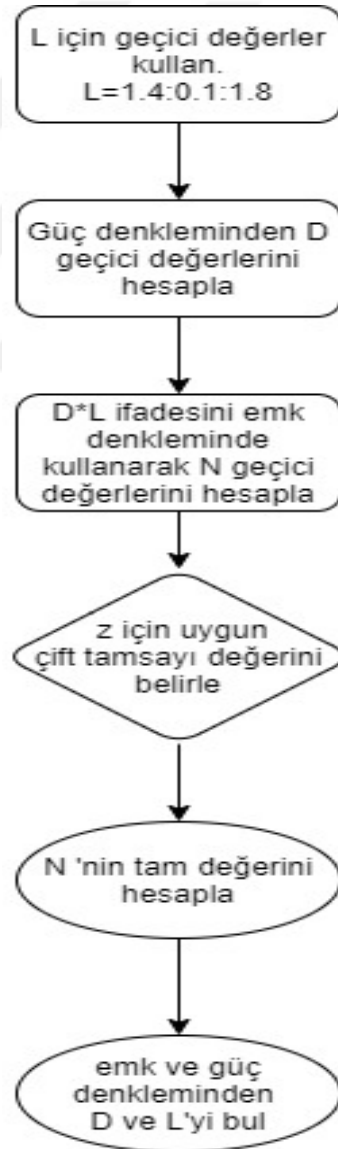 L için geçici değerler
kullan.
L=1.4:0.1:1.8
Güç denkleminden D
geçici değerlerini
hesapla
D*L ifadesini emk
denkleminde
kullanarak N geçici
değerlerini hesapla
z için uygun
çift tamsayı değerini
belirle
N 'nin tam değerini
hesapla
emk ve güç
denkleminden
D ve L'yi bul